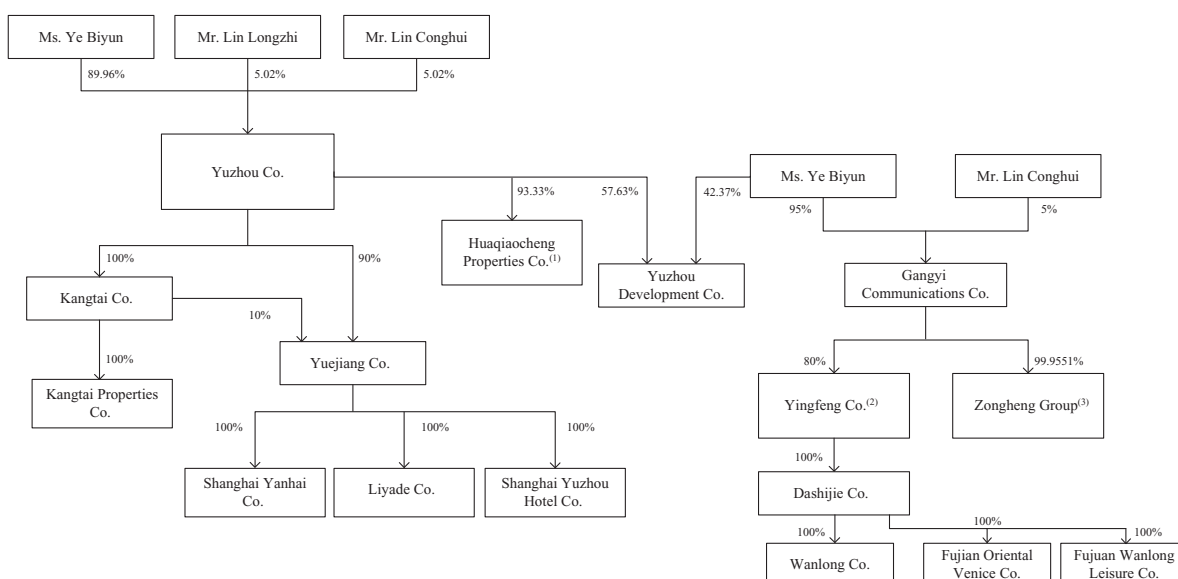 Ms. Ye Biyun
Mr. Lin Longzhi
Mr. Lin Conghui
89.96%
5.02%
5.02%
Yuzhou Co.
93.33%
57.63%
42.37%
Ms. Ye Biyun
Mr. Lin Conghui
95%
5%
Huaqiaocheng
Properties Co.(1)
Yuzhou
Development Co.
Gangyi
Communications Co.
100%
90%
Kangtai Co.
10%
100%
Yuejiang Co.
Kangtai Properties
Co.
80%
99.9551%
Yingfeng Co.(2)
Zongheng Group(3)
100%
100%
100%
100%
Shanghai Yanhai
Co.
Liyade Co.
Shanghai Yuzhou
Hotel Co.
Dashijie Co.
100%
100%
100%
Wanlong Co.
Fujian Oriental
Venice Co.
Fujuan Wanlong
Leisure Co.